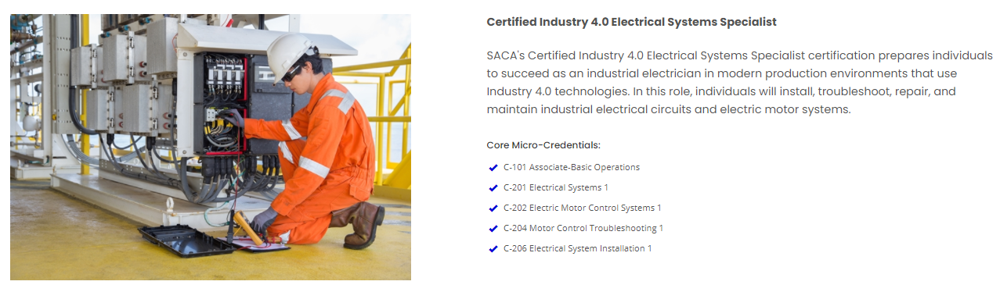 Certified Industry 4.0 Electrical Systems Specialist
SACA's Certified Industry 4.0 Electrical Systems Specialist certification prepares individuals
to succeed as an industrial electrician in modern production environments that use
Industry 4.0 technologies. In this role, individuals will install, troubleshoot, repair, and
maintain industrial electrical circuits and electric motor systems.
Core Micro-Credentials:
C-101 Associate-Basic Operations
C-201 Electrical Systems 1
C-202 Electric Motor Control Systems 1
C-204 Motor Control Troubleshooting 1
C-206 Electrical System Installation 1